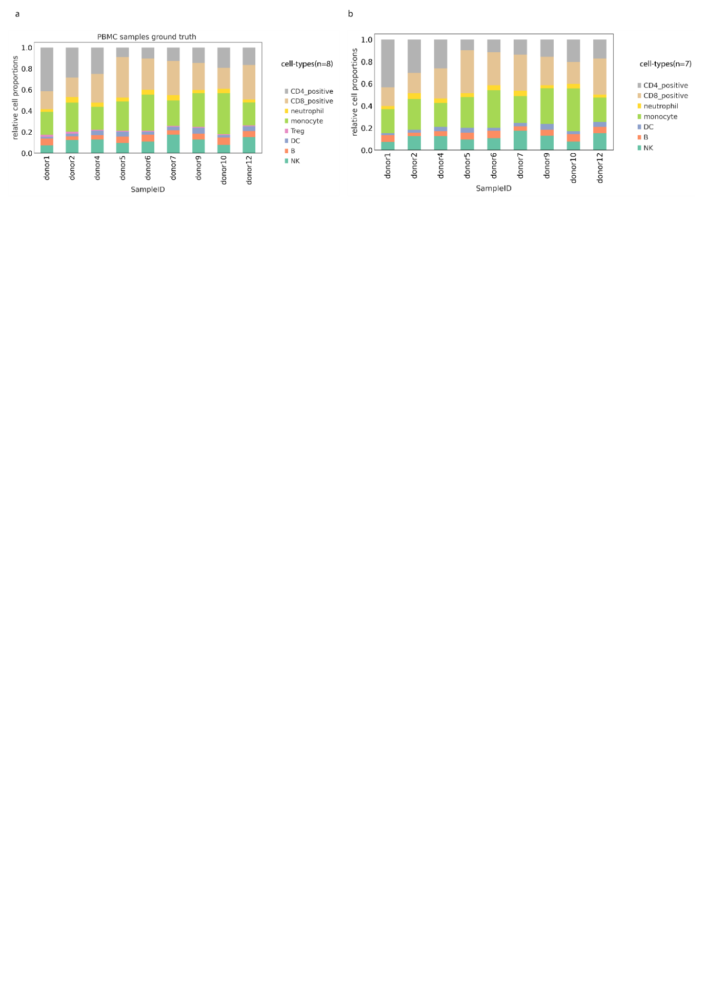 a
PBMC samples ground truth
relative cell proportions
1.0
0.8
0.6
0.4
0.2
0.0
donor1
donor2
donor4
donor5
donor6
donor7
donor9
donor10
donor12
SampleID
cell-types(n=8)
CD4_positive
CD8_positive
neutrophil
monocyte
Treg
DC
B
NK
b
relative cell proportions
1.0
0.8
0.6
0.4
0.2
0.0
donor1
donor2
donor4
donor5
donor6
donor7
donor9
donor10
donor12
SampleID
cell-types(n=7)
CD4_positive
CD8_positive
neutrophil
monocyte
DC
B
NK